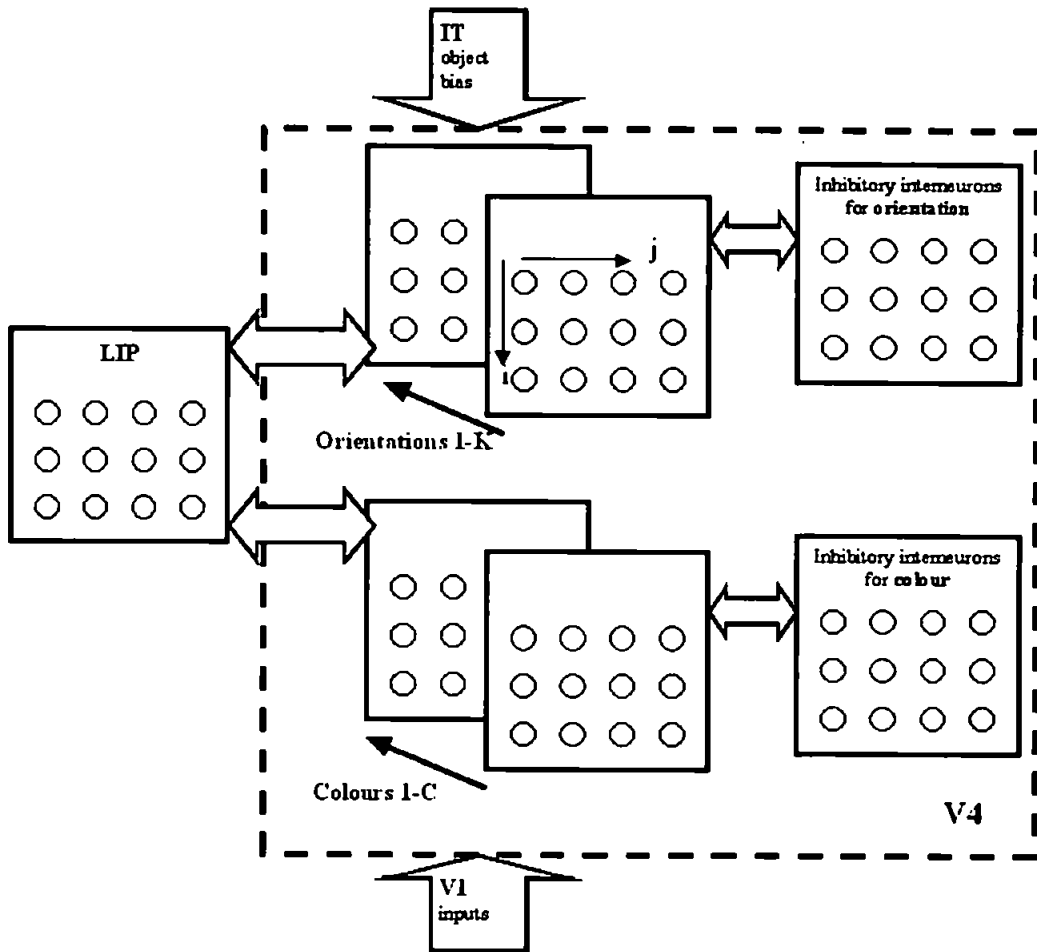 IT
object
bias
Inhibitory interneurons
for orientation
j
i
LIP
Orientations 1-K
Inhibitory interneurons
for colour
Colours 1-C
V4
V1
inputs